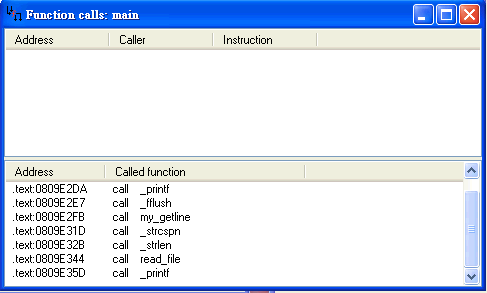 Function calls: main
Address Caller Instruction
Address Called function
.text:0809E2DA call _printf
.text:0809E2E7 call _fflush
.text:0809E2FB call my_getline
.text:0809E31D call _strcspn
.text:0809E32B call _strlen
.text:0809E344 call read_file
.text:0809E35D call _printf